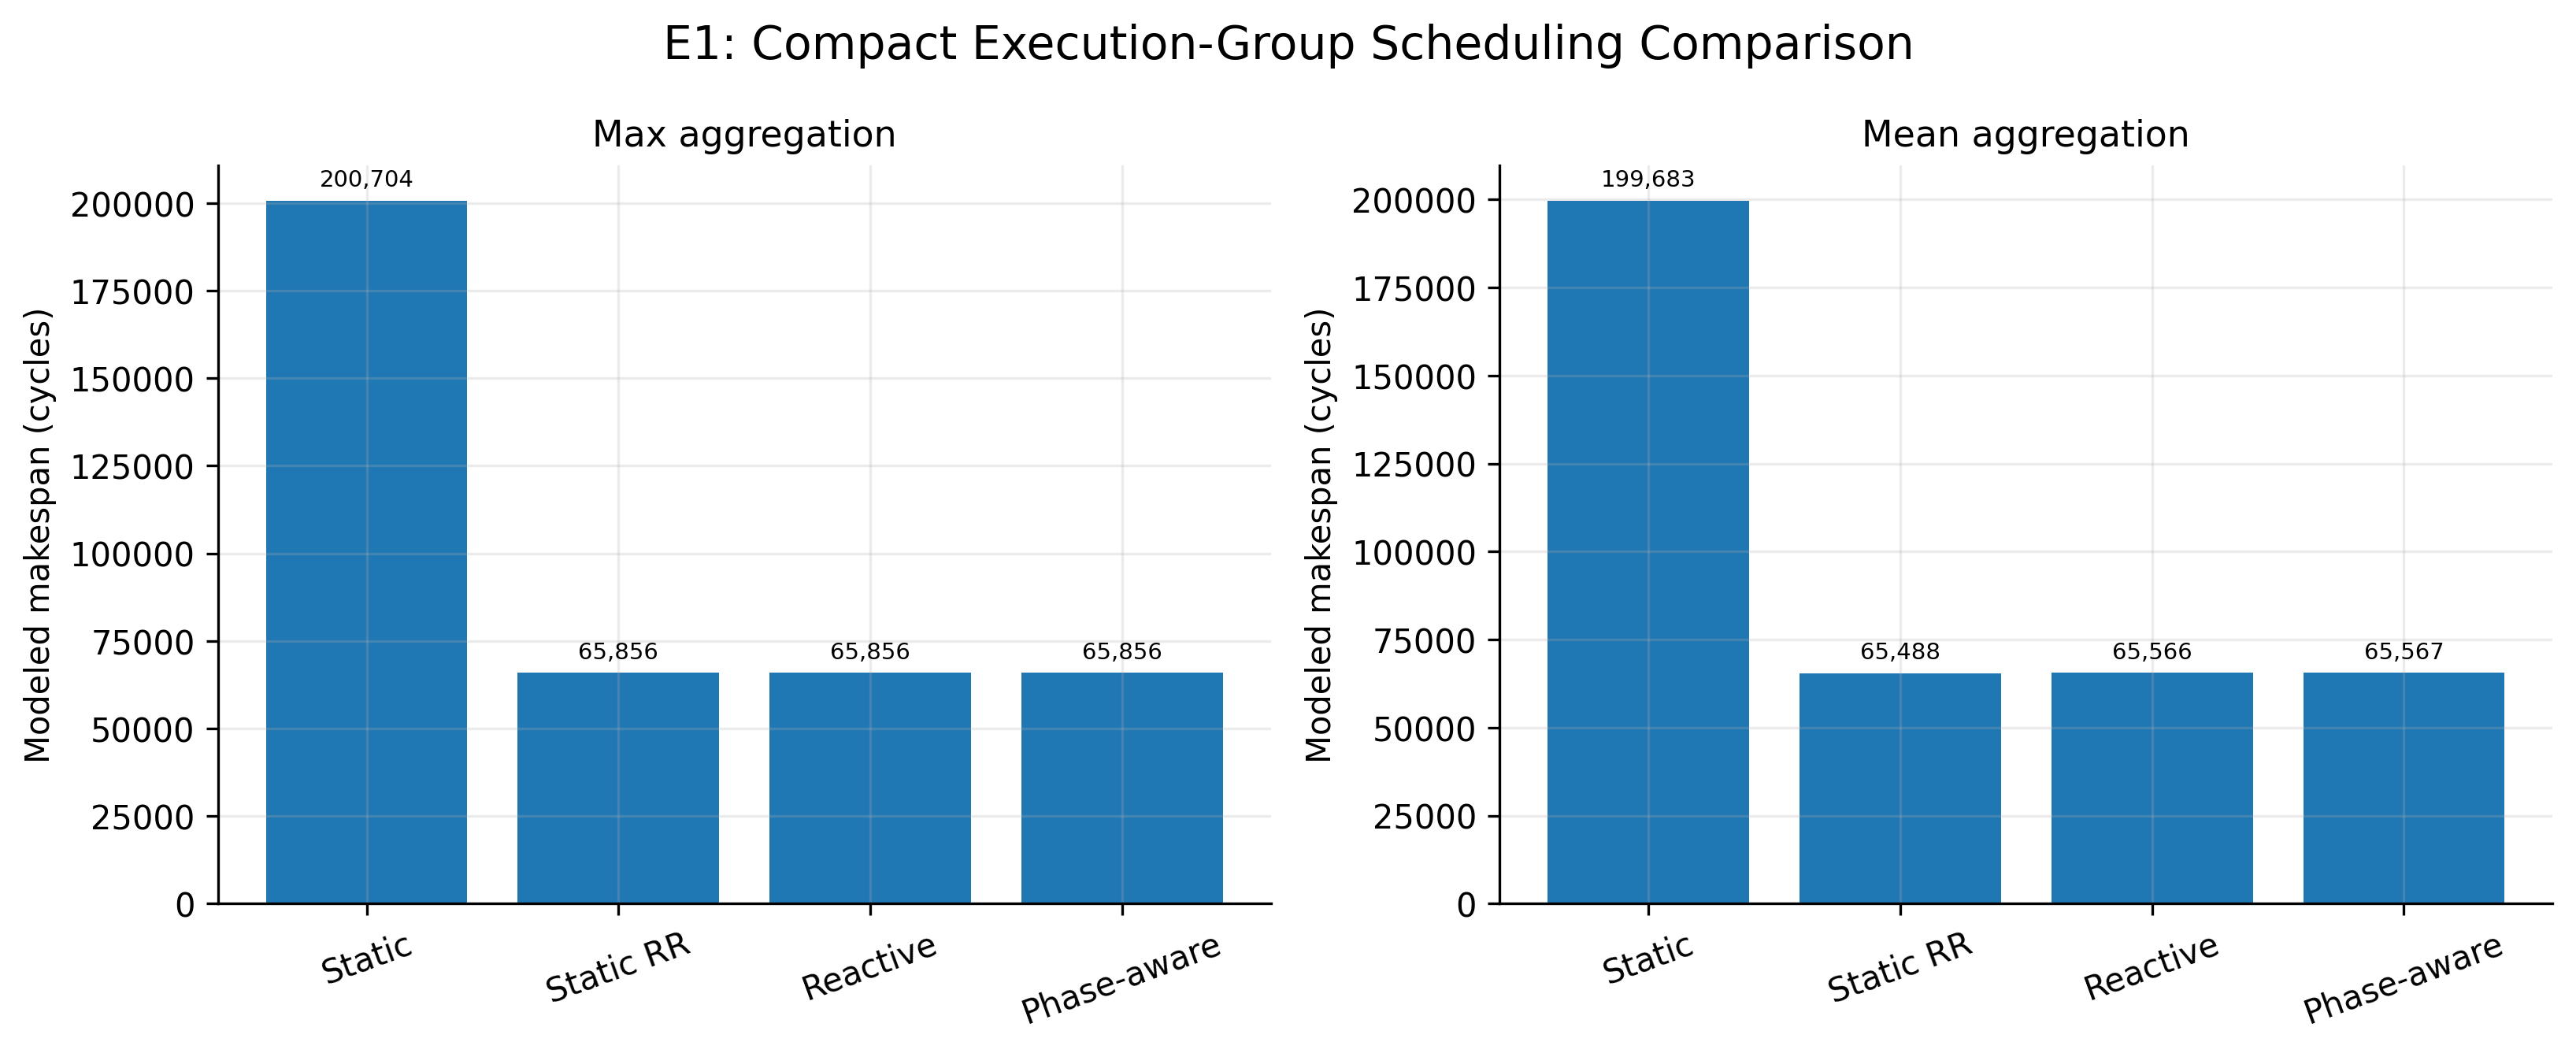 E1: Compact Execution-Group Scheduling Comparison
Max aggregation
Modeled makespan (cycles)
200000
175000
150000
125000
100000
75000
50000
25000
0
200,704
65,856
65,856
65,856
Static
Static RR
Reactive
Phase-aware
Mean aggregation
Modeled makespan (cycles)
200000
175000
150000
125000
100000
75000
50000
25000
0
199,683
65,488
65,566
65,567
Static
Static RR
Reactive
Phase-aware